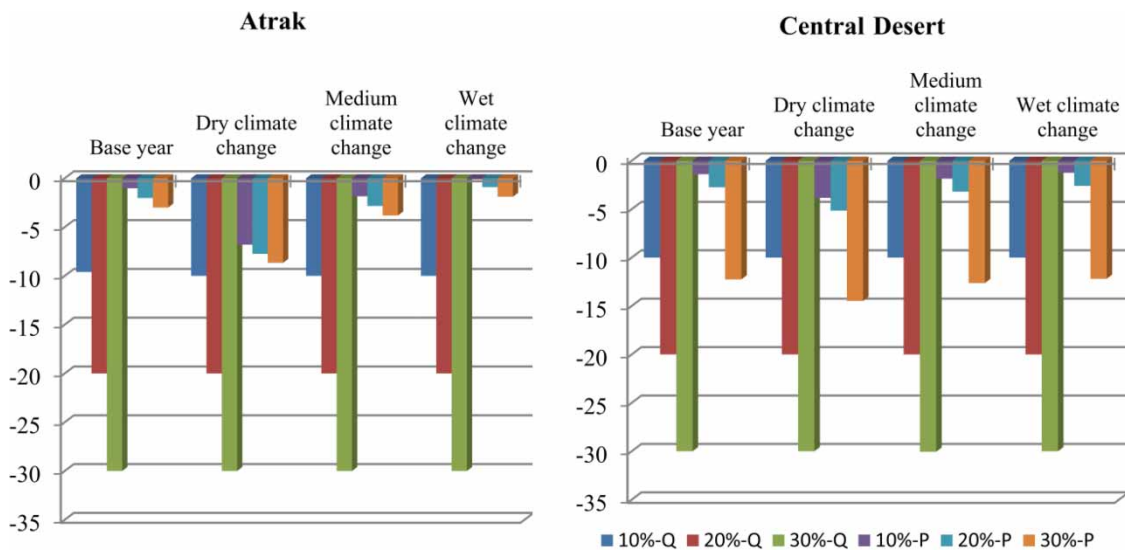 Atrak
Base year
Dry climate
change
Medium
climate
change
Wet
climate
change
0
-5
-10
-15
-20
-25
-30
-35
Central Desert
Base year
Dry climate
change
Medium
climate
change
Wet climate
change
0
-5
-10
-15
-20
-25
-30
-35
10%-Q 20%-Q 30%-Q 10%-P 20%-P 30%-P